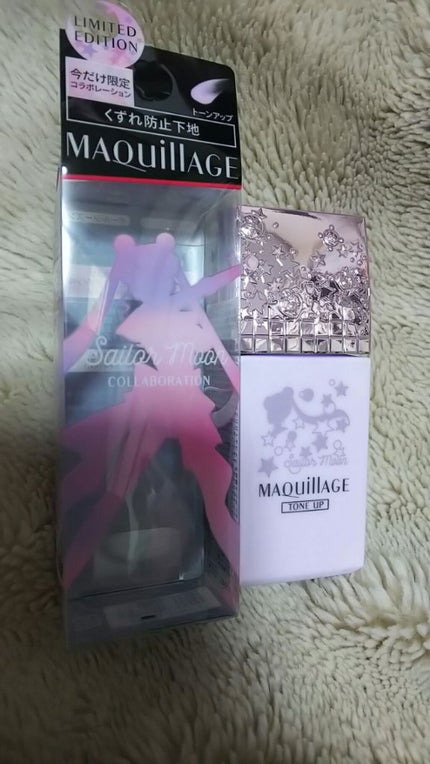 LIMITED
EDITION
今だけ限定
コラボレーション
トーンアップ
くずれ防止下地
MAQuillAGE
Sailor Moon
COLLABORATION
Sailor Moon
MAQuillAGE
TONE UP